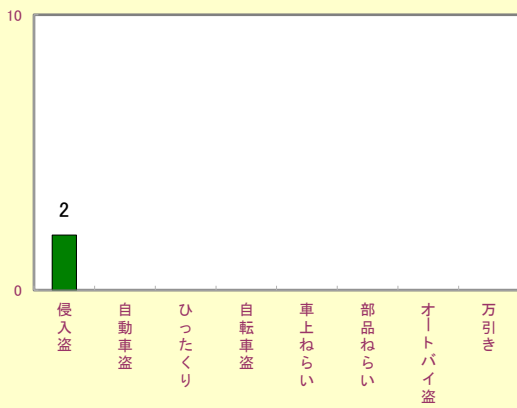 10
2
0
侵入盗
自動車盗
ひったくり
自転車盗
車上ねらい
部品ねらい
オートバイ盗
万引き